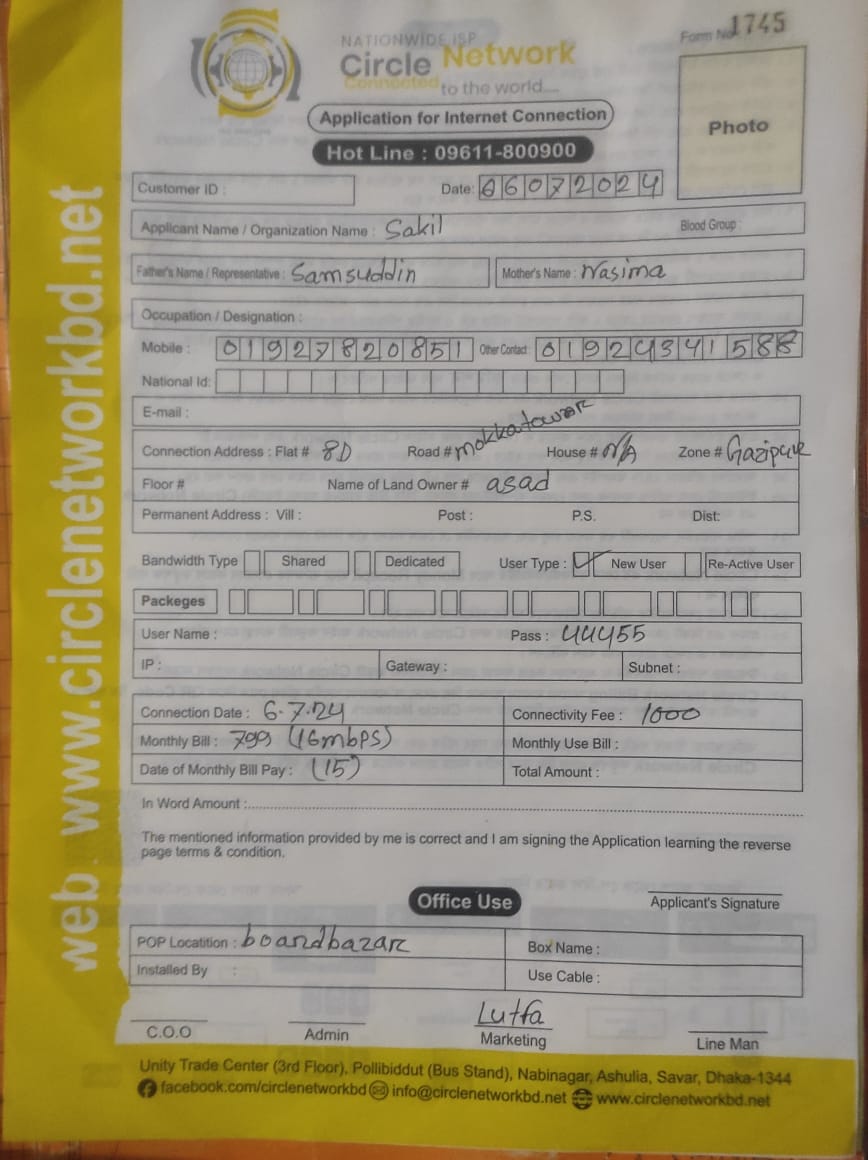 Form No. 1745
NATIONWIDE ISP
Circle Network
Connected to the world....
Application for Internet Connection
Hot Line : 09611-800900
Photo
Customer ID :
Date: 06072024
Applicant Name / Organization Name : Sakil
Blood Group :
Father's Name / Representative : Samsuddin
Mother's Name : Nasima
Occupation / Designation :
Mobile : 01927820851 Other Contact: 01924341588
National Id:
E-mail :
Connection Address : Flat # 8D Road # mokkatowar House # N/A Zone # Gazipur
Floor # Name of Land Owner # asad
Permanent Address : Vill : Post : P.S. Dist:
Bandwidth Type Shared Dedicated User Type : New User Re-Active User
Packeges
User Name : Pass : 44455
IP : Gateway : Subnet :
Connection Date : 6.7.24 Connectivity Fee : 1000
Monthly Bill : 799 (16mbps) Monthly Use Bill :
Date of Monthly Bill Pay : (15) Total Amount :
In Word Amount :
The mentioned information provided by me is correct and I am signing the Application learning the reverse
page terms & condition.
Office Use
Applicant's Signature
POP Locatition : boardbazar Box Name :
Installed By : Use Cable :
Lutfa
C.O.O Admin Marketing Line Man
Unity Trade Center (3rd Floor), Pollibiddut (Bus Stand), Nabinagar, Ashulia, Savar, Dhaka-1344
facebook.com/circlenetworkbd info@circlenetworkbd.net www.circlenetworkbd.net
web : www.circlenetworkbd.net